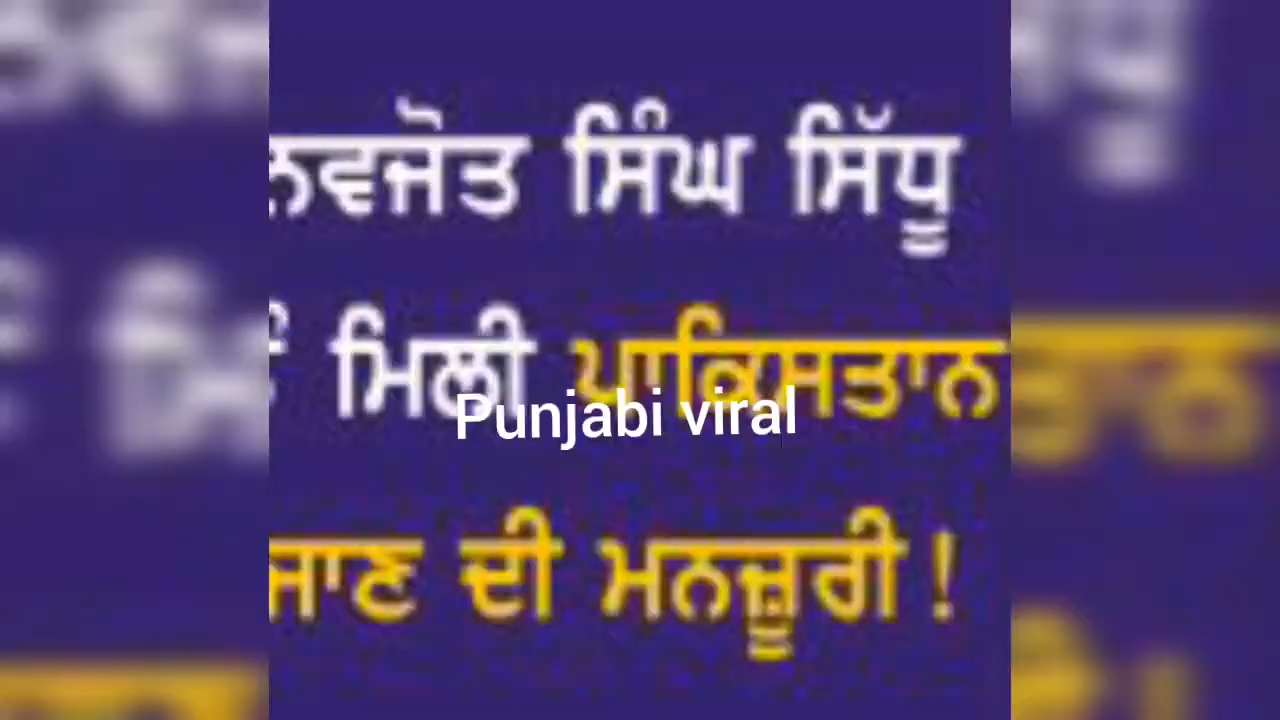 ਨਵਜੋਤ ਸਿੰਘ ਸਿੱਧੂ
ਮਿਲੀ ਪਾਕਿਸਤਾਨ
Punjabi viral
ਜਾਣ ਦੀ ਮਨਜ਼ੂਰੀ !